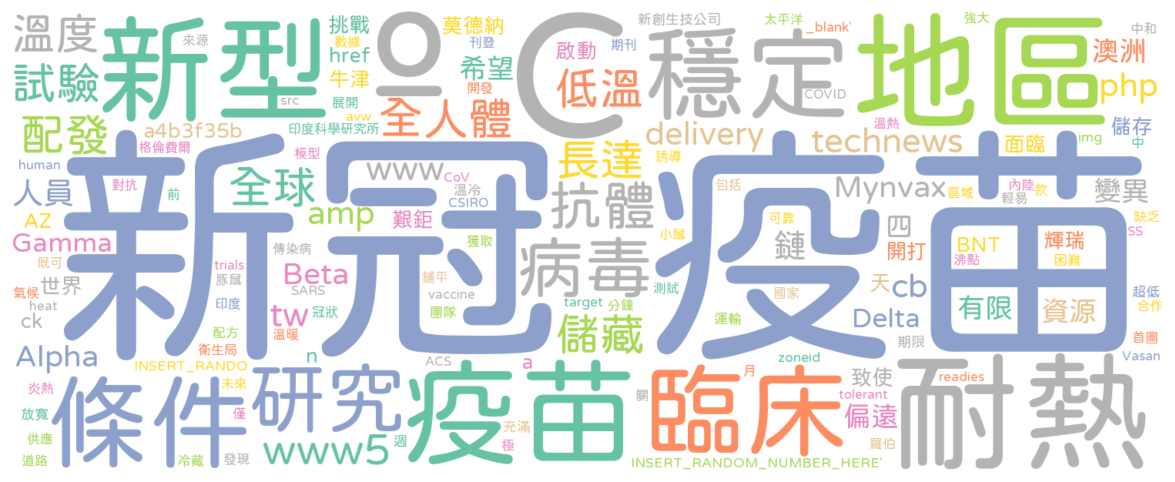 溫度
新型
°C
穩定
地區
來源
挑戰
數據
href
牛津
莫德納
刊登
啟動
期刊
希望
開發
新創生技公司
太平洋
_blank'
強大
中和
澳洲
php
試驗
src
展開
avw
印度科學研究所
全人體
低溫
COVID
溫熱
儲存
img
中
配發
a4b3f35b
格倫費爾
delivery
technews
面臨
human
新冠疫苗
模型
www
CoV
長達
誘導
人員
對抗
前
全球
溫冷
CSIRO
抗體
包括
Mynvax
區域
輕易
內陸
款
變異
AZ
amp
艱鉅
小鼠
可靠
四
缺乏
SS
Gamma
既可
傳染病
獲取
病毒
鏈
開打
BNT
沸點
輝瑞
困難
氣候
世界
豚鼠
trials
Beta
SARS
鋪平
測試
國家
天
cb
超低
heat
印度
tw
冠狀
vaccine
團隊
target
分鐘
運輸
有限
資源
合作
ck
配方
溫暖
儲藏
Delta
期限
首圖
Alpha
衛生局
INSERT_RANDO
n
ACS
a
zoneid
Vasan
炎熱
條件
未來
研究
疫苗
臨床
月
關
致使
tolerant
readies
耐熱
放寬
僅
供應
道路
冷藏
發現
www5
週
充滿
極
偏遠
羅伯
INSERT_RANDOM_NUMBER_HERE'